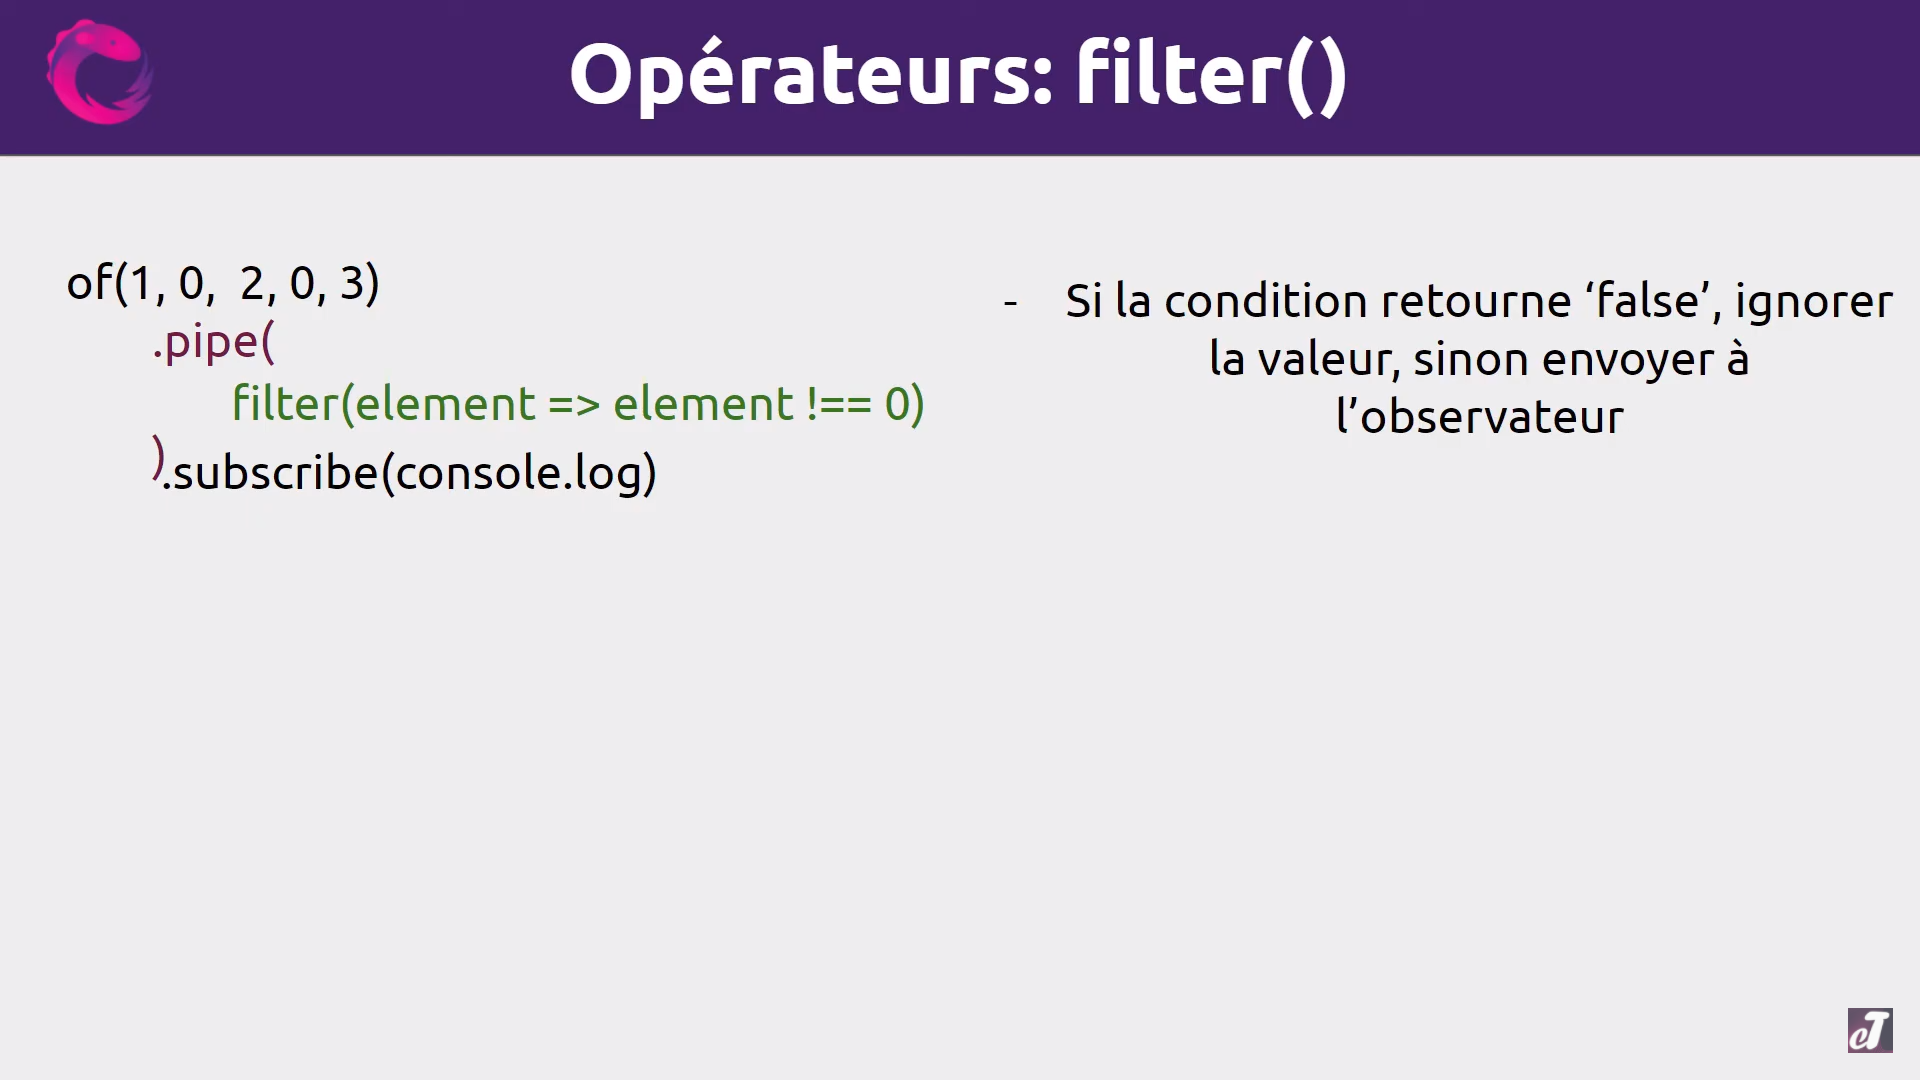 Opérateurs: filter()
of(1, 0,  2, 0, 3)
.pipe(
filter(element => element !== 0)
).subscribe(console.log)
- Si la condition retourne ‘false’, ignorer
la valeur, sinon envoyer à
l’observateur
cT